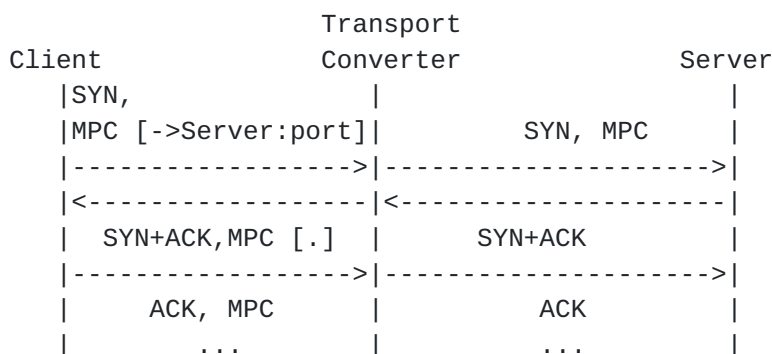 Transport
Client                Converter              Server
   |SYN,                |                       |
   |MPC [->Server:port]|         SYN, MPC      |
   |------------------>|--------------------->|
   |<------------------|<---------------------|
   |  SYN+ACK,MPC [.]  |      SYN+ACK          |
   |------------------>|--------------------->|
   |     ACK, MPC      |          ACK          |
   |        ...        |          ...          |